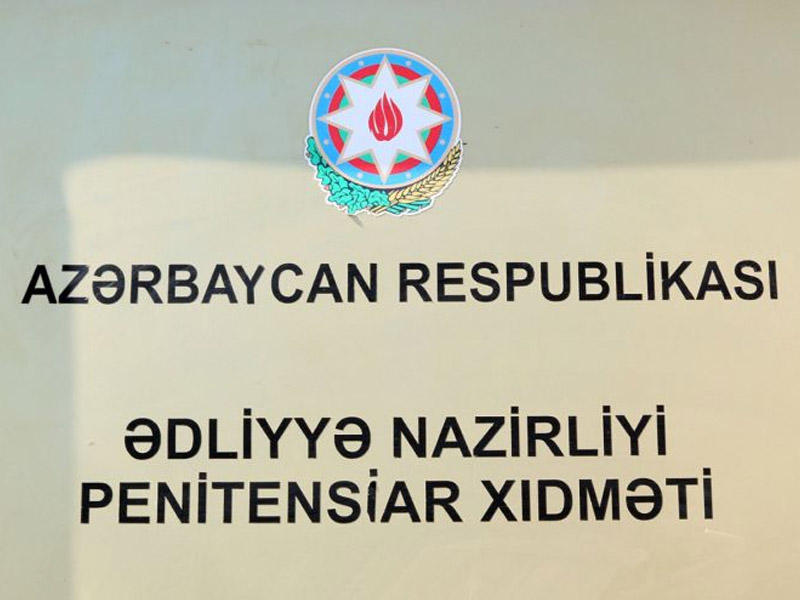 AZƏRBAYCAN RESPUBLİKASI
ƏDLİYYƏ NAZİRLİYİ
PENİTENSİAR XIDMƏTİ